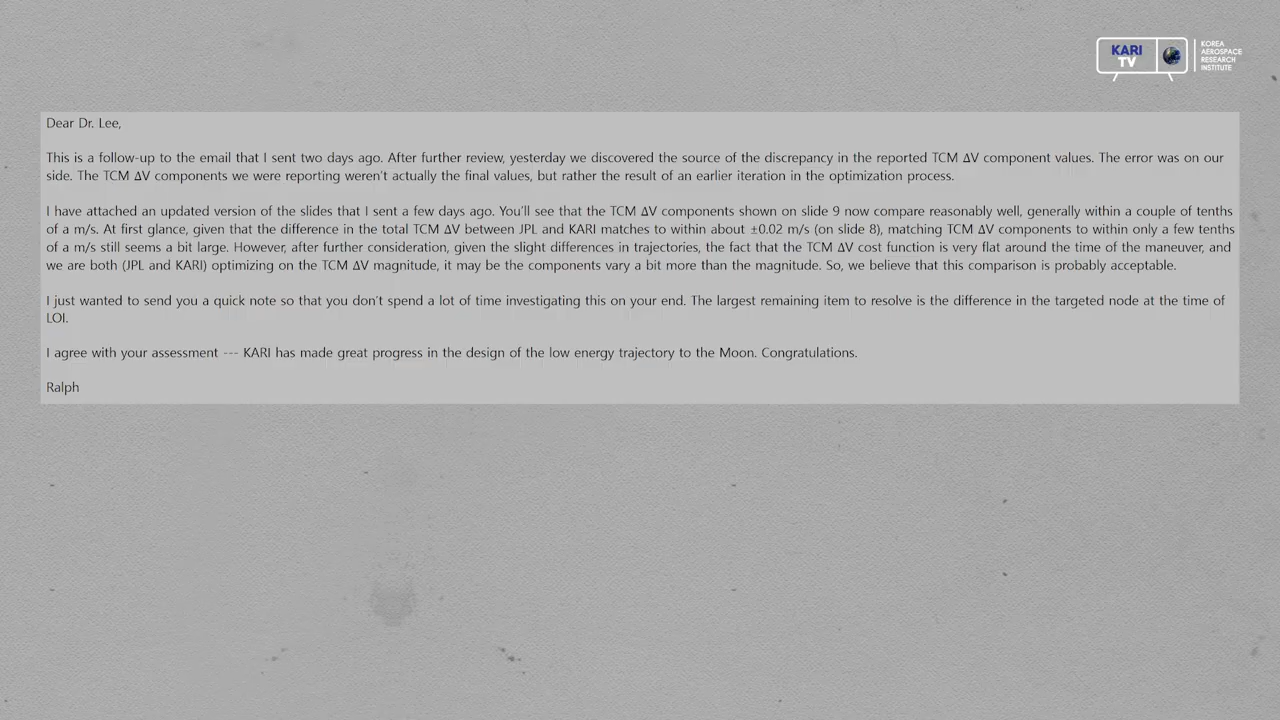 KARI
TV
KOREA
AEROSPACE
RESEARCH
INSTITUTE
Dear Dr. Lee,
This is a follow-up to the email that I sent two days ago. After further review, yesterday we discovered the source of the discrepancy in the reported TCM ΔV component values. The error was on our
side. The TCM ΔV components we were reporting weren't actually the final values, but rather the result of an earlier iteration in the optimization process.
I have attached an updated version of the slides that I sent a few days ago. You'll see that the TCM ΔV components shown on slide 9 now compare reasonably well, generally within a couple of tenths
of a m/s. At first glance, given that the difference in the total TCM ΔV between JPL and KARI matches to within about ±0.02 m/s (on slide 8), matching TCM ΔV components to within only a few tenths
of a m/s still seems a bit large. However, after further consideration, given the slight differences in trajectories, the fact that the TCM ΔV cost function is very flat around the time of the maneuver, and
we are both (JPL and KARI) optimizing on the TCM ΔV magnitude, it may be the components vary a bit more than the magnitude. So, we believe that this comparison is probably acceptable.
I just wanted to send you a quick note so that you don't spend a lot of time investigating this on your end. The largest remaining item to resolve is the difference in the targeted node at the time of
LOI.
I agree with your assessment --- KARI has made great progress in the design of the low energy trajectory to the Moon. Congratulations.
Ralph